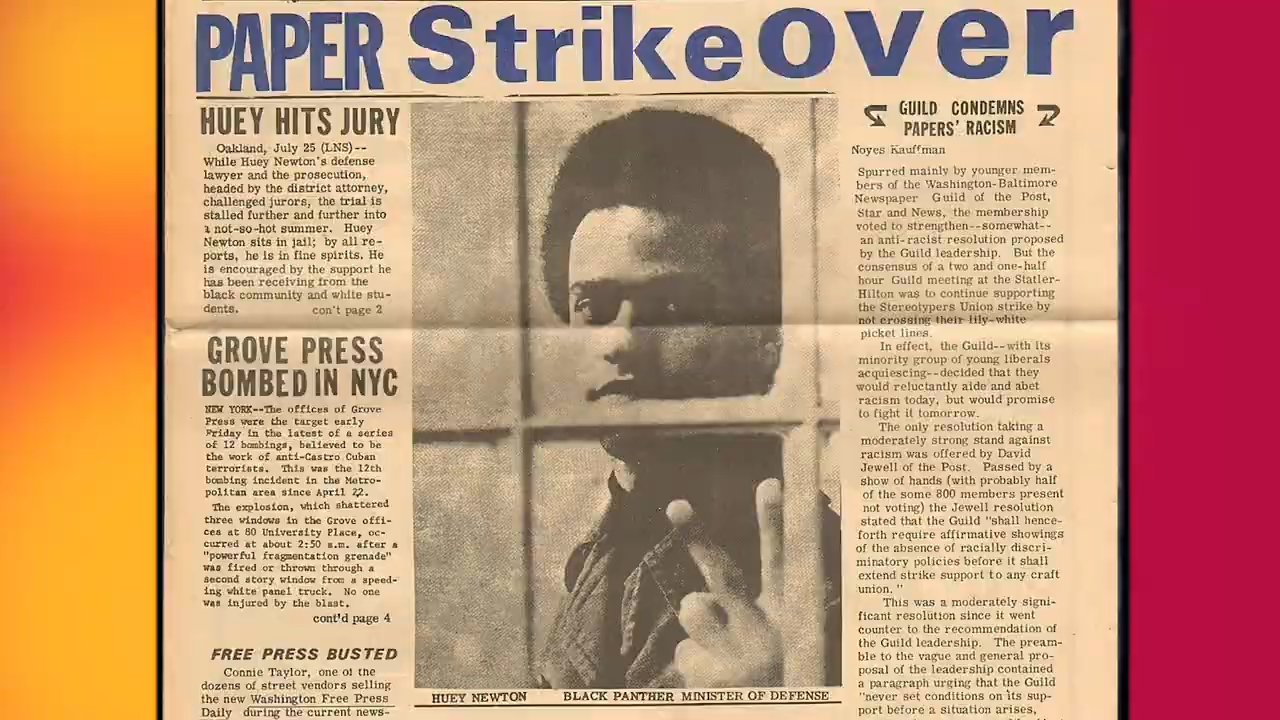 PAPER Strike over
HUEY HITS JURY
Oakland, July 25 (LNS)--
While Huey Newton's defense
lawyer and the prosecution,
headed by the district attorney,
challenged jurors, the trial is
stalled further and further into
a not-so-hot summer. Huey
Newton sits in jail; by all re-
ports, he is in fine spirits. He
is encouraged by the support he
has been receiving from the
black community and white stu-
dents. con't page 2
GROVE PRESS
BOMBED IN NYC
NEW YORK--The offices of Grove
Press were the target early
Friday in the latest of a series
of 12 bombings, believed to be
the work of anti-Castro Cuban
terrorists. This was the 12th
bombing incident in the Metro-
politan area since April 22.
The explosion, which shattered
three windows in the Grove offi-
ces at 80 University Place, oc-
curred at about 2:50 a.m. after a
"powerful fragmentation grenade"
was fired or thrown through a
second story window from a speed-
ing white panel truck. No one
was injured by the blast.
cont'd page 4
FREE PRESS BUSTED
Connie Taylor, one of the
dozens of street vendors selling
the new Washington Free Press
Daily during the current news-
HUEY NEWTON BLACK PANTHER MINISTER OF DEFENSE
GUILD CONDEMNS
PAPERS' RACISM
Noyes Kauffman
Spurred mainly by younger mem-
bers of the Washington-Baltimore
Newspaper Guild of the Post,
Star and News, the membership
voted to strengthen--somewhat--
an anti-racist resolution proposed
by the Guild leadership. But the
consensus of a two and one-half
hour Guild meeting at the Statler-
Hilton was to continue supporting
the Stereotypers Union strike by
not crossing their lily-white
picket lines.
In effect, the Guild--with its
minority group of young liberals
acquiescing--decided that they
would reluctantly aide and abet
racism today, but would promise
to fight it tomorrow.
The only resolution taking a
moderately strong stand against
racism was offered by David
Jewell of the Post. Passed by a
show of hands (with probably half
of the some 800 members present
not voting) the Jewell resolution
stated that the Guild "shall hence-
forth require affirmative showings
of the absence of racially discri-
minatory policies before it shall
extend strike support to any craft
union."
This was a moderately signi-
ficant resolution since it went
counter to the recommendation of
the Guild leadership. The pream-
ble to the vague and general pro-
posal of the leadership contained
a paragraph urging that the Guild
"never set conditions on its sup-
port before a situation arises,